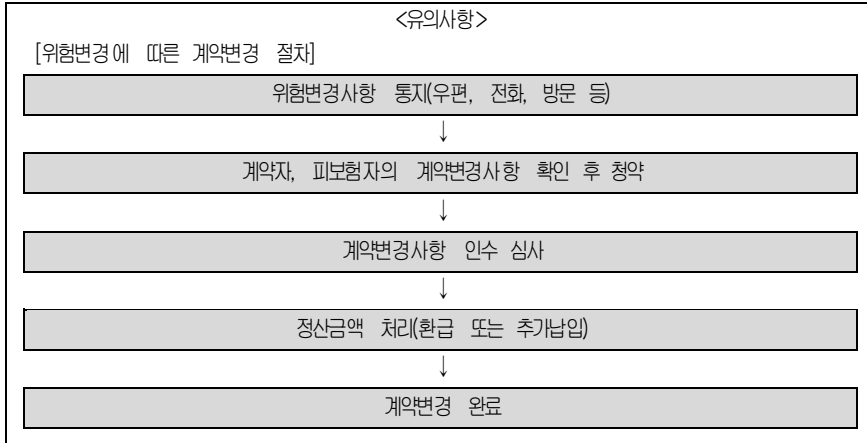 <유의사항>
[위험변경에 따른 계약변경 절차]
위험변경사항 통지(우편, 전화, 방문 등)
↓
계약자, 피보험자의 계약변경사항 확인 후 청약
↓
계약변경사항 인수 심사
↓
정산금액 처리(환급 또는 추가납입)
↓
계약변경 완료